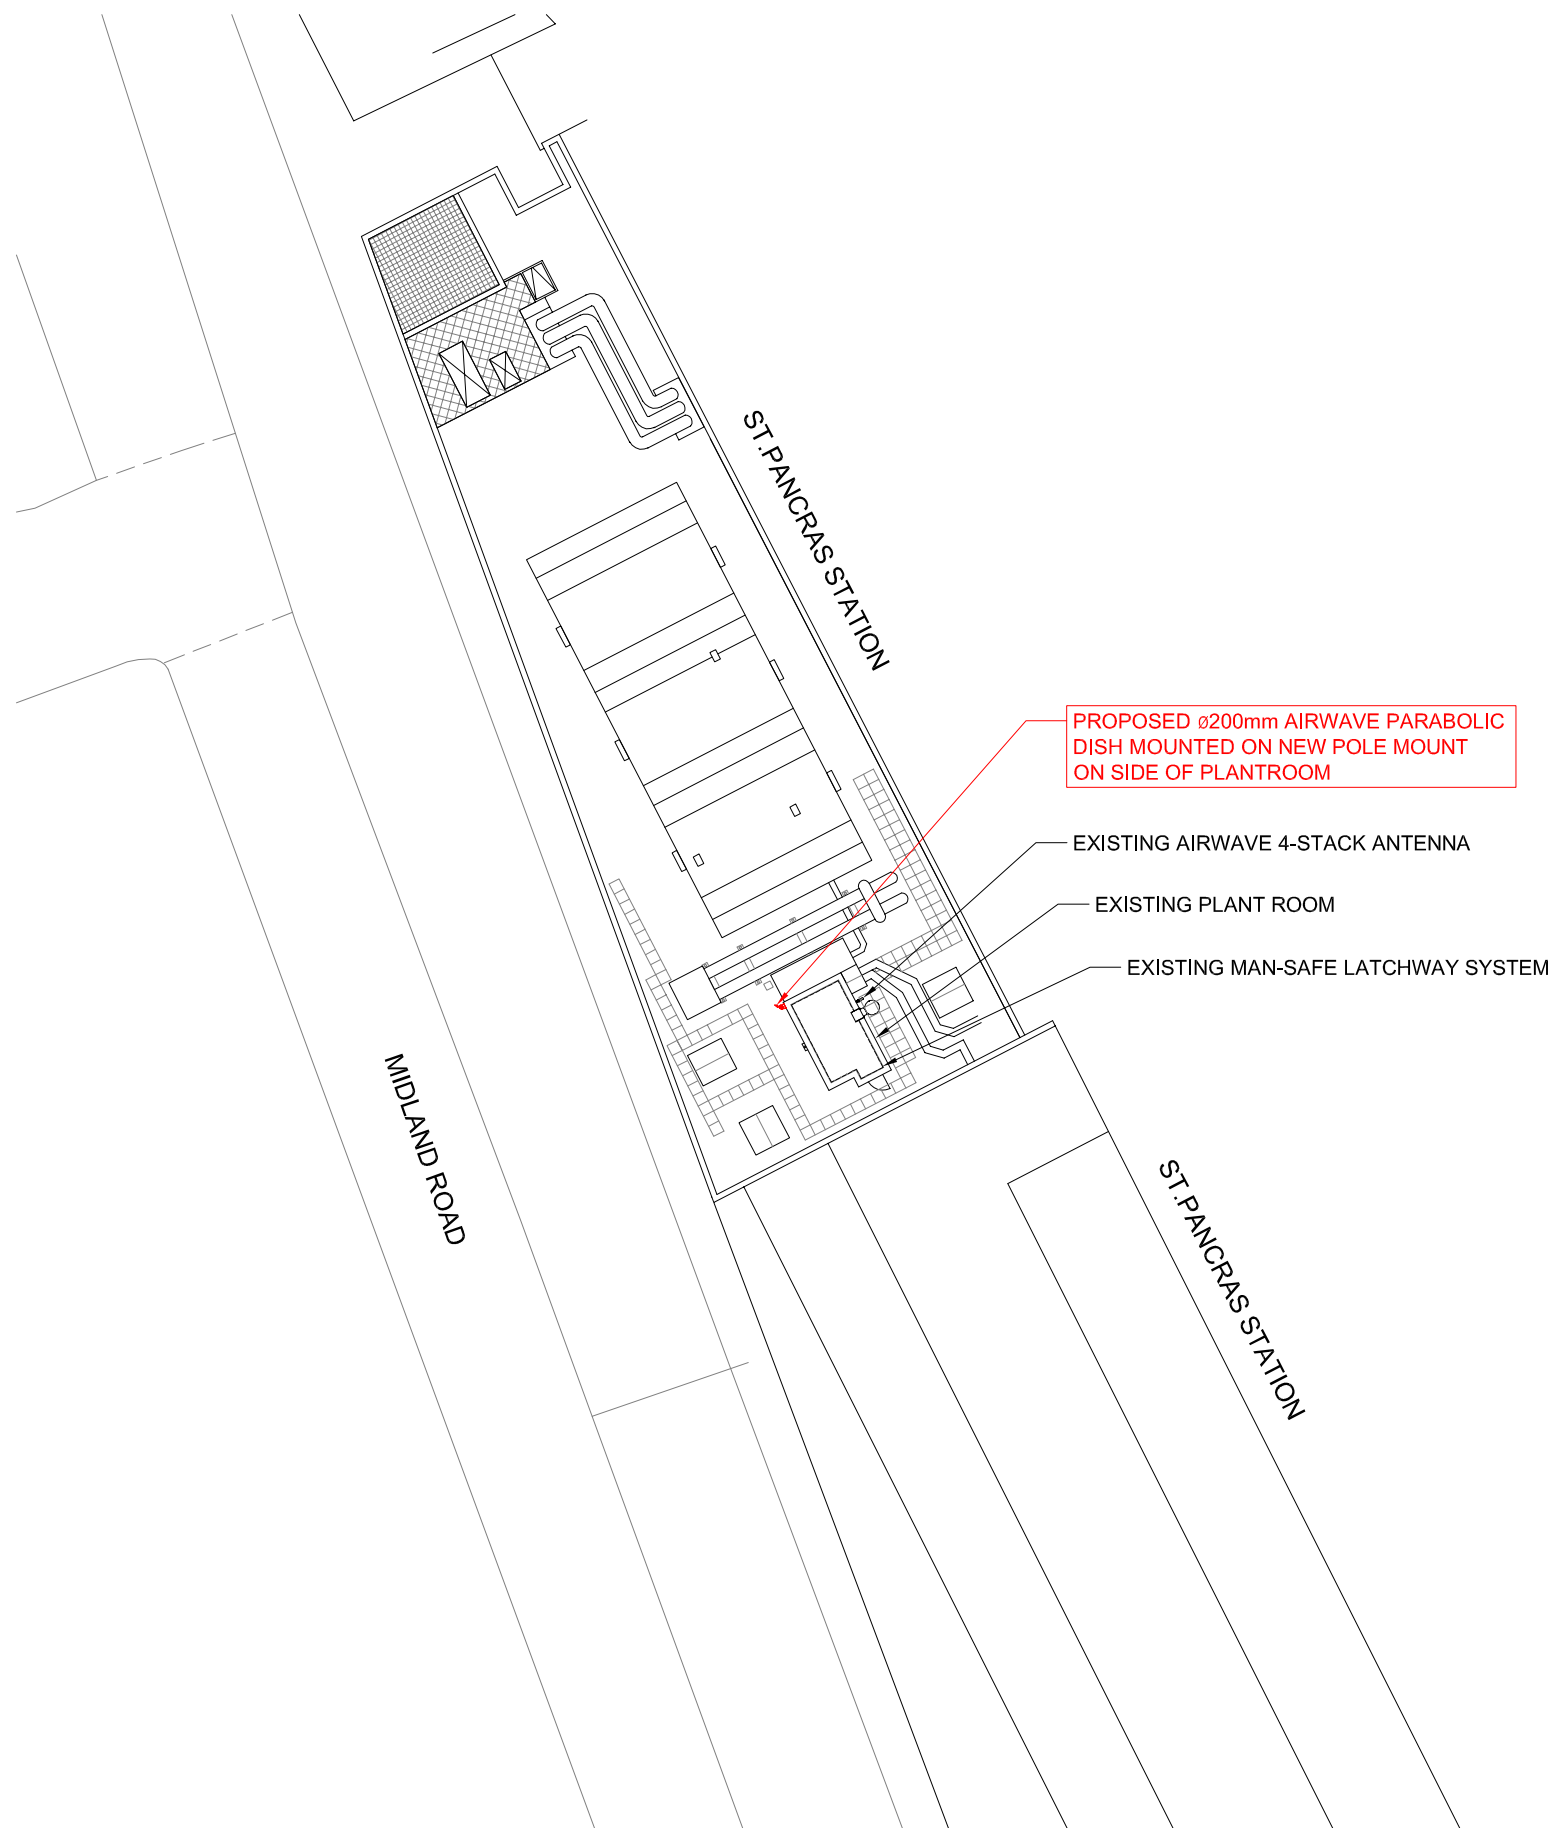 ST.PANCRAS STATION
PROPOSED Ø200mm AIRWAVE PARABOLIC
DISH MOUNTED ON NEW POLE MOUNT
ON SIDE OF PLANTROOM
EXISTING AIRWAVE 4-STACK ANTENNA
EXISTING PLANT ROOM
EXISTING MAN-SAFE LATCHWAY SYSTEM
MIDLAND ROAD
ST.PANCRAS STATION